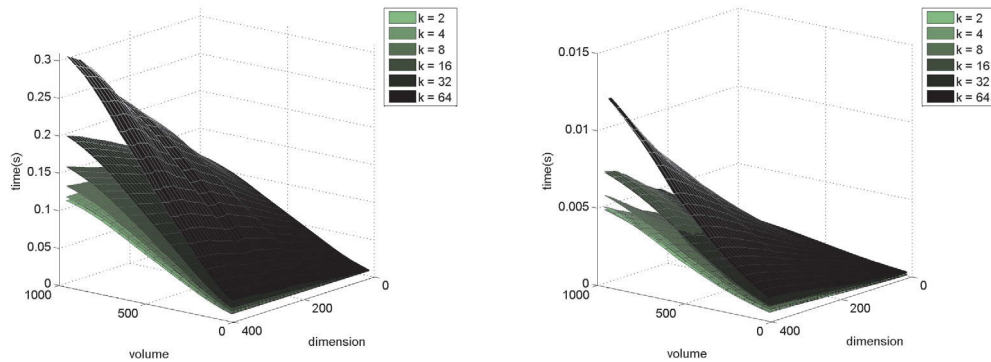 k = 2
k = 4
k = 8
k = 16
k = 32
k = 64
0.3
0.25
0.2
0.15
0.1
0.05
0
time(s)
1000
500
0
volume
400
200
0
dimension
k = 2
k = 4
k = 8
k = 16
k = 32
k = 64
0.015
0.01
0.005
0
time(s)
1000
500
0
volume
400
200
0
dimension